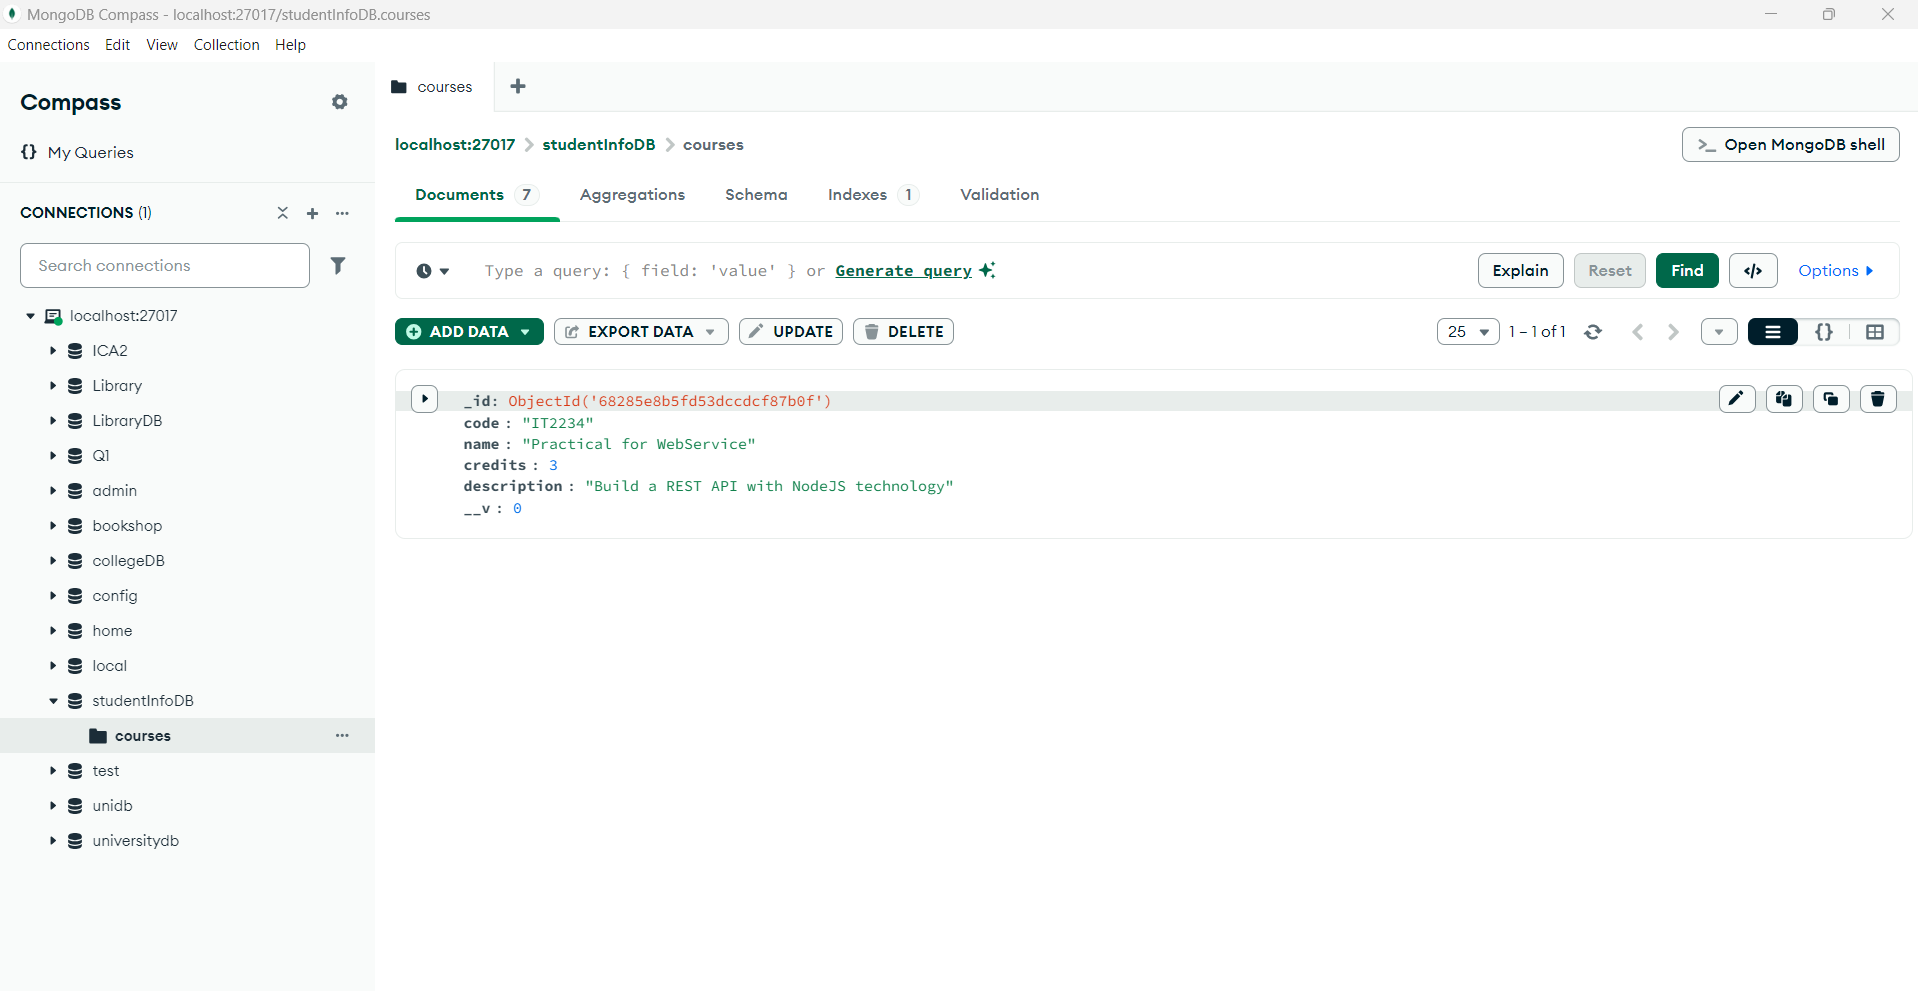 MongoDB Compass - localhost:27017/studentInfoDB.courses
Connections Edit View Collection Help
Compass
{} My Queries
CONNECTIONS (1)
Search connections
localhost:27017
ICA2
Library
LibraryDB
Q1
admin
bookshop
collegeDB
config
home
local
studentInfoDB
courses
test
unidb
universitydb
courses
localhost:27017 > studentInfoDB > courses
>_ Open MongoDB shell
Documents 7 Aggregations Schema Indexes 1 Validation
Type a query: { field: 'value' } or Generate query
Explain Reset Find </> Options
ADD DATA EXPORT DATA UPDATE DELETE
25 1 – 1 of 1 {}
_id: ObjectId('68285e8b5fd53dccdcf87b0f')
code : "IT2234"
name : "Practical for WebService"
credits : 3
description : "Build a REST API with NodeJS technology"
__v : 0